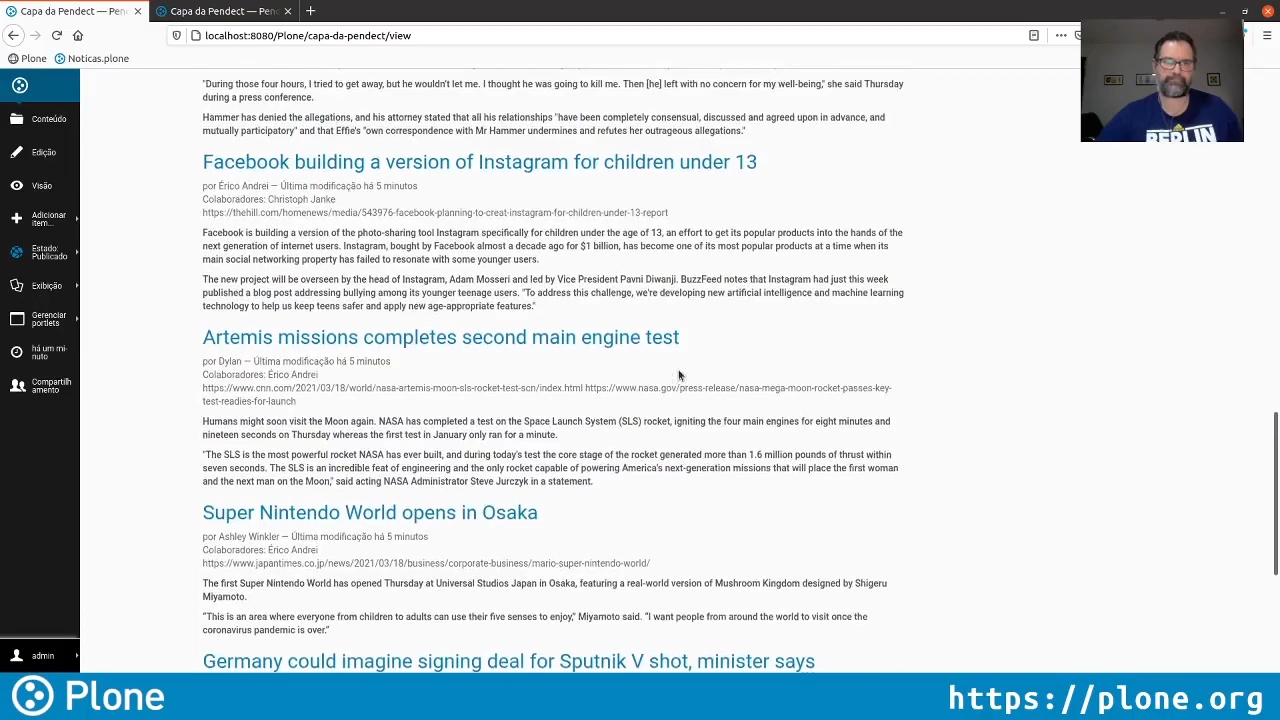 Capa da Pendect — Pend
Capa da Pendect — Pend
localhost:8080/Plone/capa-da-pendect/view
Plone
Noticas.plone
Conteúdo
Edição
Visão
Adicionar
item...
Estado:
Publicado
Exibição
Gerenciar
portlets
há um mi-
nuto
Compartilh
amento
admin
"During those four hours, I tried to get away, but he wouldn't let me. I thought he was going to kill me. Then [he] left with no concern for my well-being," she said Thursday
during a press conference.
Hammer has denied the allegations, and his attorney stated that all his relationships "have been completely consensual, discussed and agreed upon in advance, and
mutually participatory" and that Effie's "own correspondence with Mr Hammer undermines and refutes her outrageous allegations."
Facebook building a version of Instagram for children under 13
por Érico Andrei — Última modificação há 5 minutos
Colaboradores: Christoph Janke
https://thehill.com/homenews/media/543976-facebook-planning-to-creat-instagram-for-children-under-13-report
Facebook is building a version of the photo-sharing tool Instagram specifically for children under the age of 13, an effort to get its popular products into the hands of the
next generation of internet users. Instagram, bought by Facebook almost a decade ago for $1 billion, has become one of its most popular products at a time when its
main social networking property has failed to resonate with some younger users.
The new project will be overseen by the head of Instagram, Adam Mosseri and led by Vice President Pavni Diwanji. BuzzFeed notes that Instagram had just this week
published a blog post addressing bullying among its younger teenage users. "To address this challenge, we're developing new artificial intelligence and machine learning
technology to help us keep teens safer and apply new age-appropriate features."
Artemis missions completes second main engine test
por Dylan — Última modificação há 5 minutos
Colaboradores: Érico Andrei
https://www.cnn.com/2021/03/18/world/nasa-artemis-moon-sls-rocket-test-scn/index.html https://www.nasa.gov/press-release/nasa-mega-moon-rocket-passes-key-
test-readies-for-launch
Humans might soon visit the Moon again. NASA has completed a test on the Space Launch System (SLS) rocket, igniting the four main engines for eight minutes and
nineteen seconds on Thursday whereas the first test in January only ran for a minute.
"The SLS is the most powerful rocket NASA has ever built, and during today's test the core stage of the rocket generated more than 1.6 million pounds of thrust within
seven seconds. The SLS is an incredible feat of engineering and the only rocket capable of powering America's next-generation missions that will place the first woman
and the next man on the Moon," said acting NASA Administrator Steve Jurczyk in a statement.
Super Nintendo World opens in Osaka
por Ashley Winkler — Última modificação há 5 minutos
Colaboradores: Érico Andrei
https://www.japantimes.co.jp/news/2021/03/18/business/corporate-business/mario-super-nintendo-world/
The first Super Nintendo World has opened Thursday at Universal Studios Japan in Osaka, featuring a real-world version of Mushroom Kingdom designed by Shigeru
Miyamoto.
“This is an area where everyone from children to adults can use their five senses to enjoy,” Miyamoto said. “I want people from around the world to visit once the
coronavirus pandemic is over.”
Germany could imagine signing deal for Sputnik V shot, minister says
BERLIN
Plone
https://plone.org